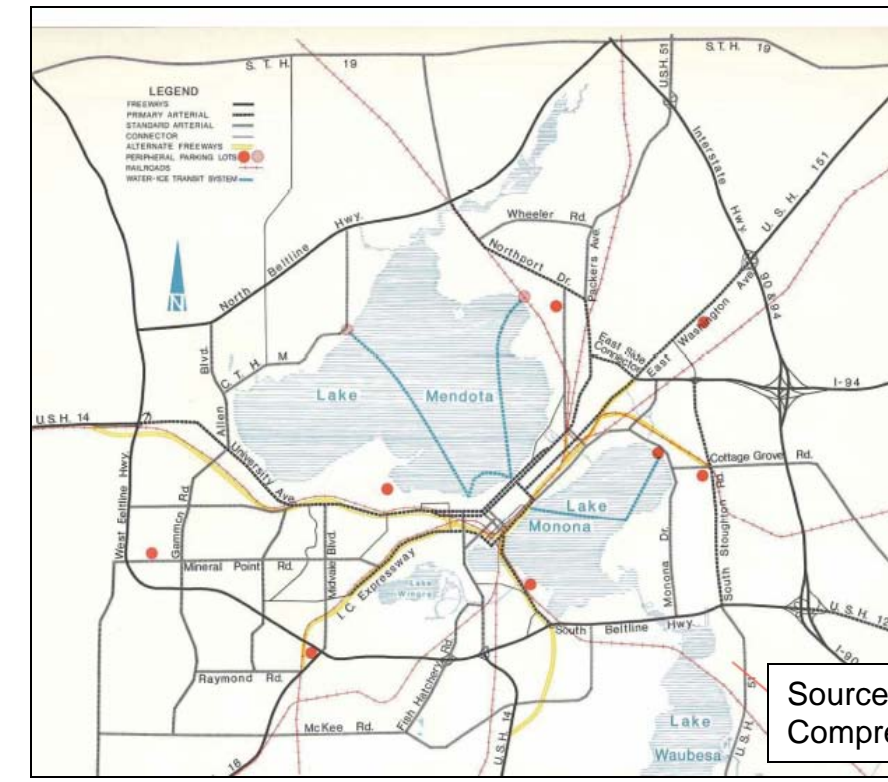 S. T. H. 19
S.T.H. 19
U.S.H. 51
LEGEND
FREEWAYS
PRIMARY ARTERIAL
STANDARD ARTERIAL
CONNECTOR
ALTERNATE FREEWAYS
PERIPHERAL PARKING LOTS
RAILROADS
WATER-ICE TRANSIT SYSTEM
N
Interstate Hwy. 90 & 94
U. S. H. 151
Wheeler Rd.
Northport Dr.
Packers Ave.
North Beltline Hwy.
East Side Connector
East Washington Ave.
Allen Blvd.
C. T. H. M
Lake Mendota
I-94
U.S.H. 14
University Ave.
Cottage Grove Rd.
West Beltline Hwy.
Gammon Rd.
Lake
Monona
Mineral Point Rd.
Midvale Blvd.
I. C. Expressway
Lake
Wingra
Monona Dr.
South Stoughton Rd.
U.S.H. 12
South Beltline Hwy.
I-90
Raymond Rd.
Fish Hatchery Rd.
McKee Rd.
U.S.H. 14
18
Lake
Waubesa
U.S.H. 51
Source
Compre